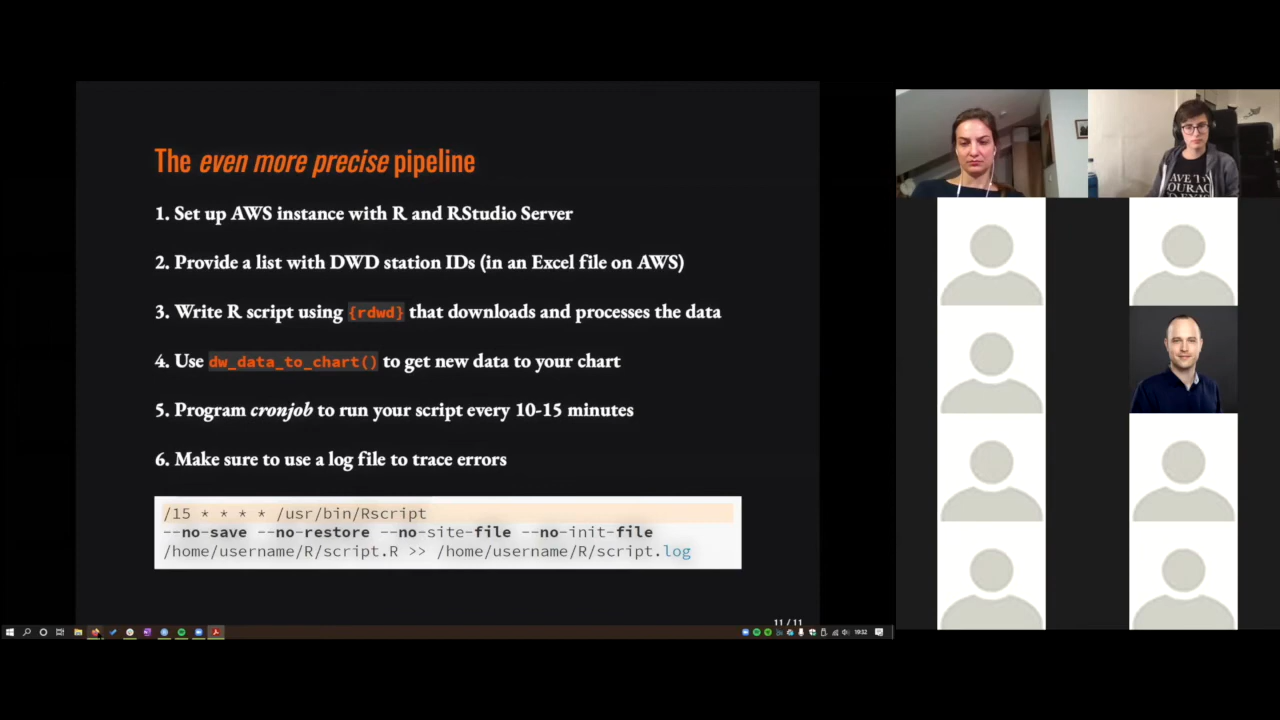 The even more precise pipeline
1. Set up AWS instance with R and RStudio Server
2. Provide a list with DWD station IDs (in an Excel file on AWS)
3. Write R script using {rdwd} that downloads and processes the data
4. Use dw_data_to_chart() to get new data to your chart
5. Program cronjob to run your script every 10-15 minutes
6. Make sure to use a log file to trace errors
/15 * * * * /usr/bin/Rscript
--no-save --no-restore --no-site-file --no-init-file
/home/username/R/script.R >> /home/username/R/script.log
11 / 11
19:32